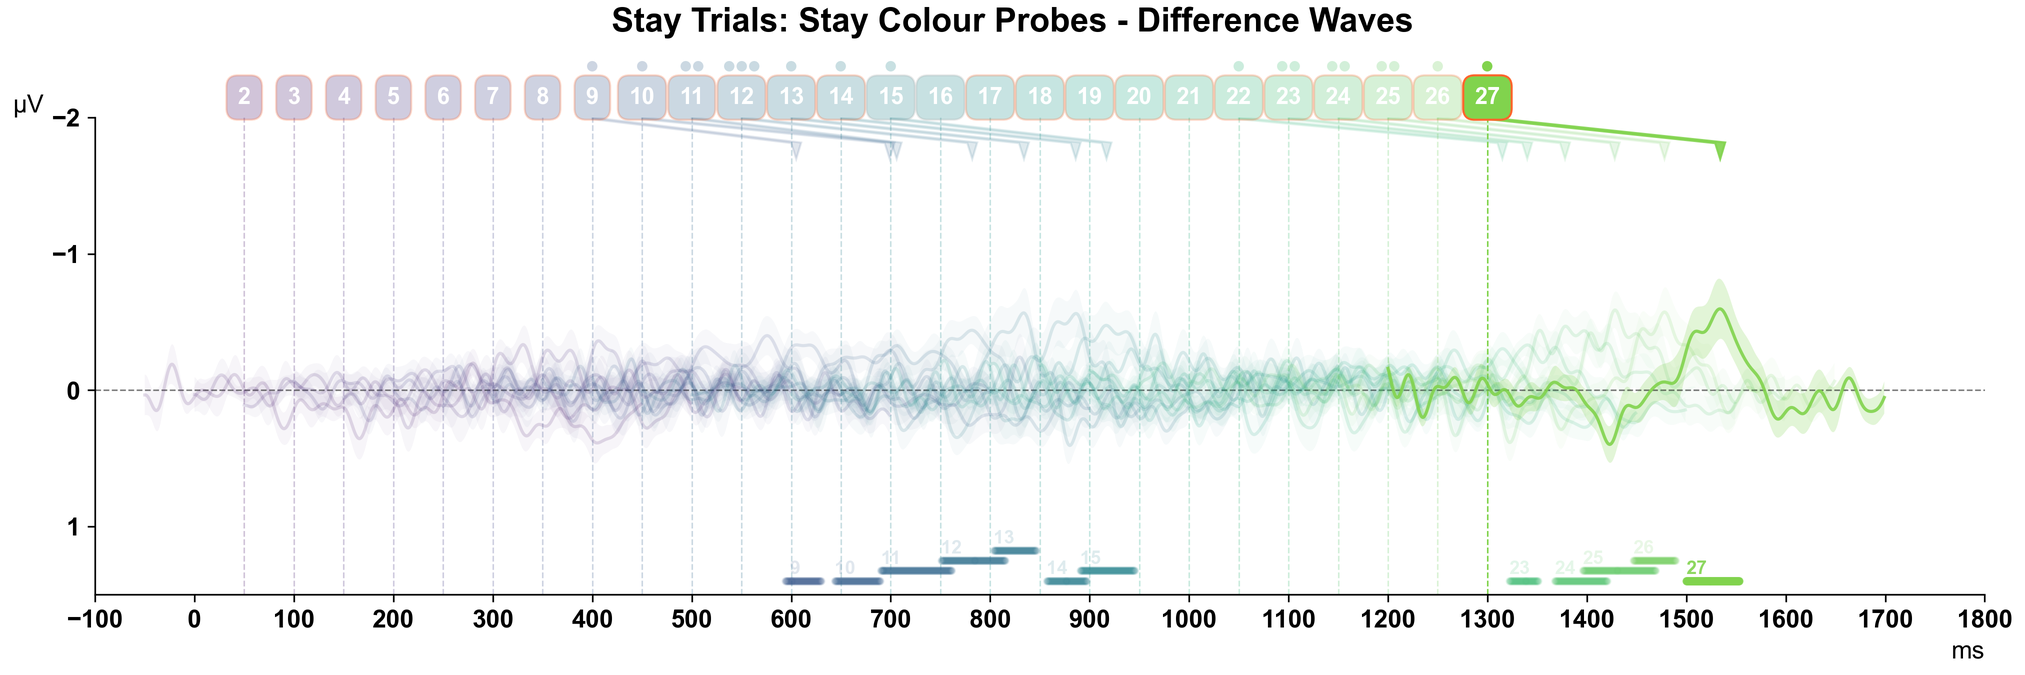 Stay Trials: Stay Colour Probes - Difference Waves
2 3 4 5 6 7 8 9 10 11 12 13 14 15 16 17 18 19 20 21 22 23 24 25 26 27
µV
−2
−1
0
1
13
12 26
11 25
9 10 14 15 23 24 27
−100 0 100 200 300 400 500 600 700 800 900 1000 1100 1200 1300 1400 1500 1600 1700 1800
ms